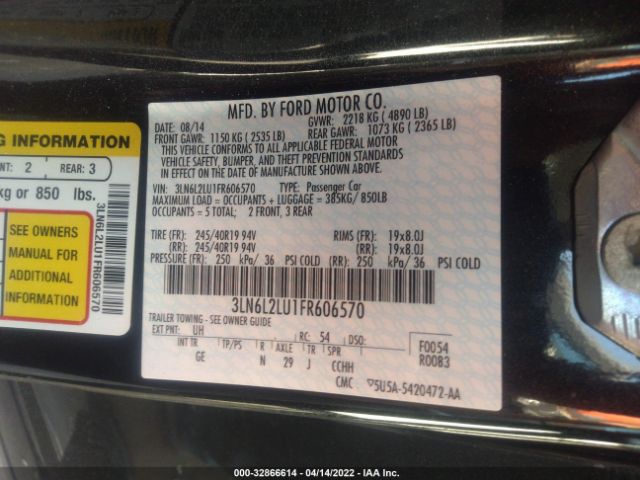 MFD. BY FORD MOTOR CO.
08/14 GVWR: 2218 KG ( 4890 LB)
FRONT GAWR: 1150 KG ( 2535 LB) REAR GAWR: 1073 KG ( 2365 LB)
THIS VEHICLE CONFORMS TO ALL APPLICABLE FEDERAL MOTOR
VEHICLE SAFETY, BUMPER, AND THEFT PREVENTION STANDARDS
IN EFFECT ON THE DATE OF MANUFACTURE SHOWN ABOVE.
VIN: 3LN6L2LU1FR606570 TYPE: Passenger Car
MAXIMUM LOAD = OCCUPANTS + LUGGAGE = 385KG/ 850LB
OCCUPANTS = 5 TOTAL; 2 FRONT, 3 REAR
TIRE (FR): 245/40R19 94V RIMS (FR): 19x8.0J
(RR): 245/40R19 94V (RR): 19x8.0J
PRESSURE (FR): 250 kPa/ 36 PSI COLD (RR): 250 kPa/ 36 PSI COLD
3LN6L2LU1FR606570
TRAILER TOWING - SEE OWNER GUIDE
EXT PNT: UH RC: 54 DSO: F0054
R0083
INT TR TP/PS R AXLE TR SPR
GE N 29 J CCHH
CMC 5U5A-5420472-AA
G INFORMATION
NT: 2 REAR: 3
kg or 850 lbs.
SEE OWNERS
MANUAL FOR
ADDITIONAL
INFORMATION
3LN6L2LU1FR606570
330-32866614 - 04/14/2022 - IAA Inc.